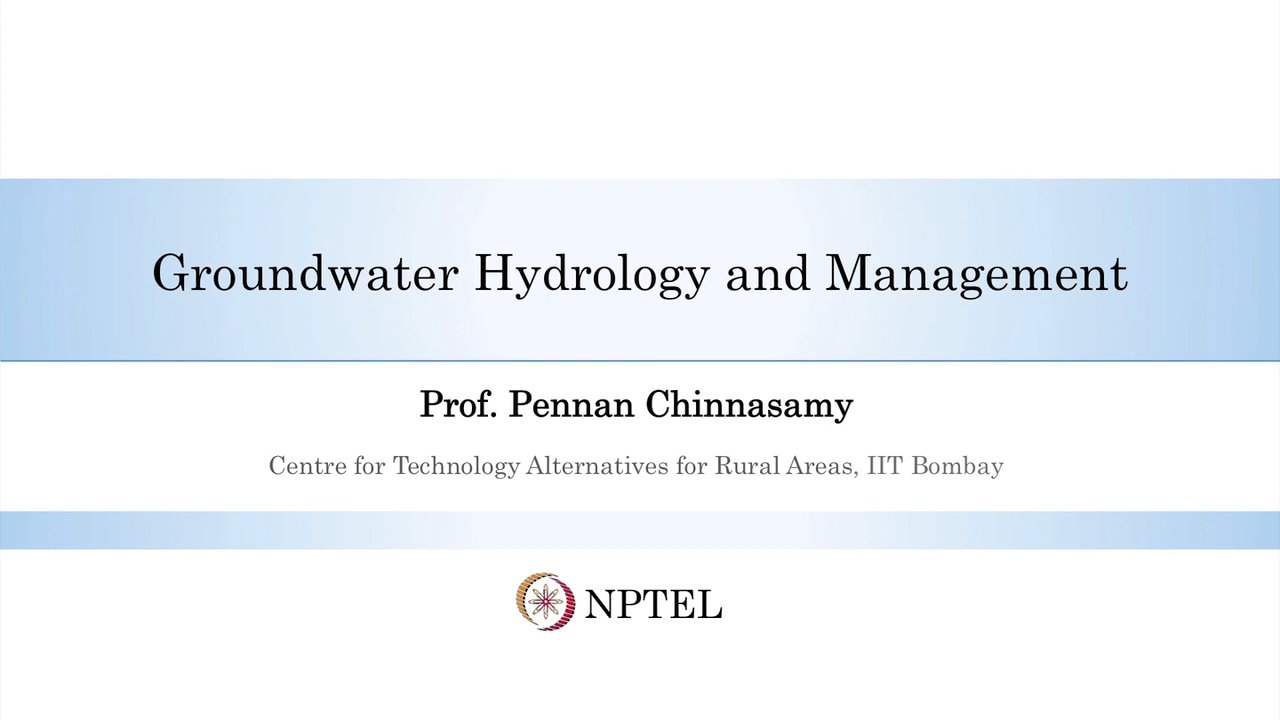 Groundwater Hydrology and Management
Prof. Pennan Chinnasamy
Centre for Technology Alternatives for Rural Areas, IIT Bombay
NPTEL